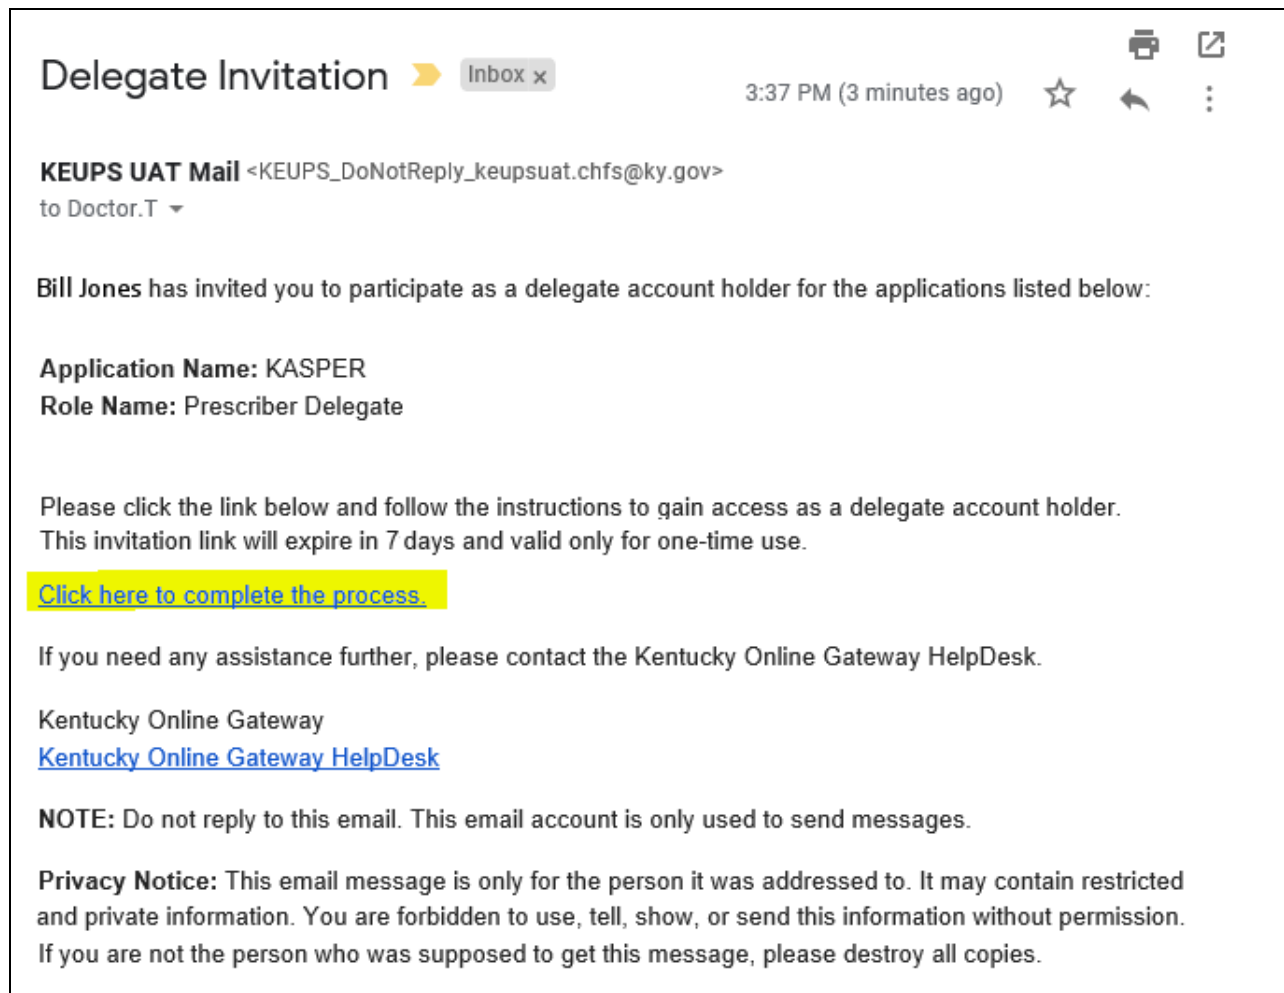 Delegate Invitation Inbox x
3:37 PM (3 minutes ago)
KEUPS UAT Mail <KEUPS_DoNotReply_keupsuat.chfs@ky.gov>
to Doctor.T
Bill Jones has invited you to participate as a delegate account holder for the applications listed below:
Application Name: KASPER
Role Name: Prescriber Delegate
Please click the link below and follow the instructions to gain access as a delegate account holder.
This invitation link will expire in 7 days and valid only for one-time use.
Click here to complete the process.
If you need any assistance further, please contact the Kentucky Online Gateway HelpDesk.
Kentucky Online Gateway
Kentucky Online Gateway HelpDesk
NOTE: Do not reply to this email. This email account is only used to send messages.
Privacy Notice: This email message is only for the person it was addressed to. It may contain restricted
and private information. You are forbidden to use, tell, show, or send this information without permission.
If you are not the person who was supposed to get this message, please destroy all copies.